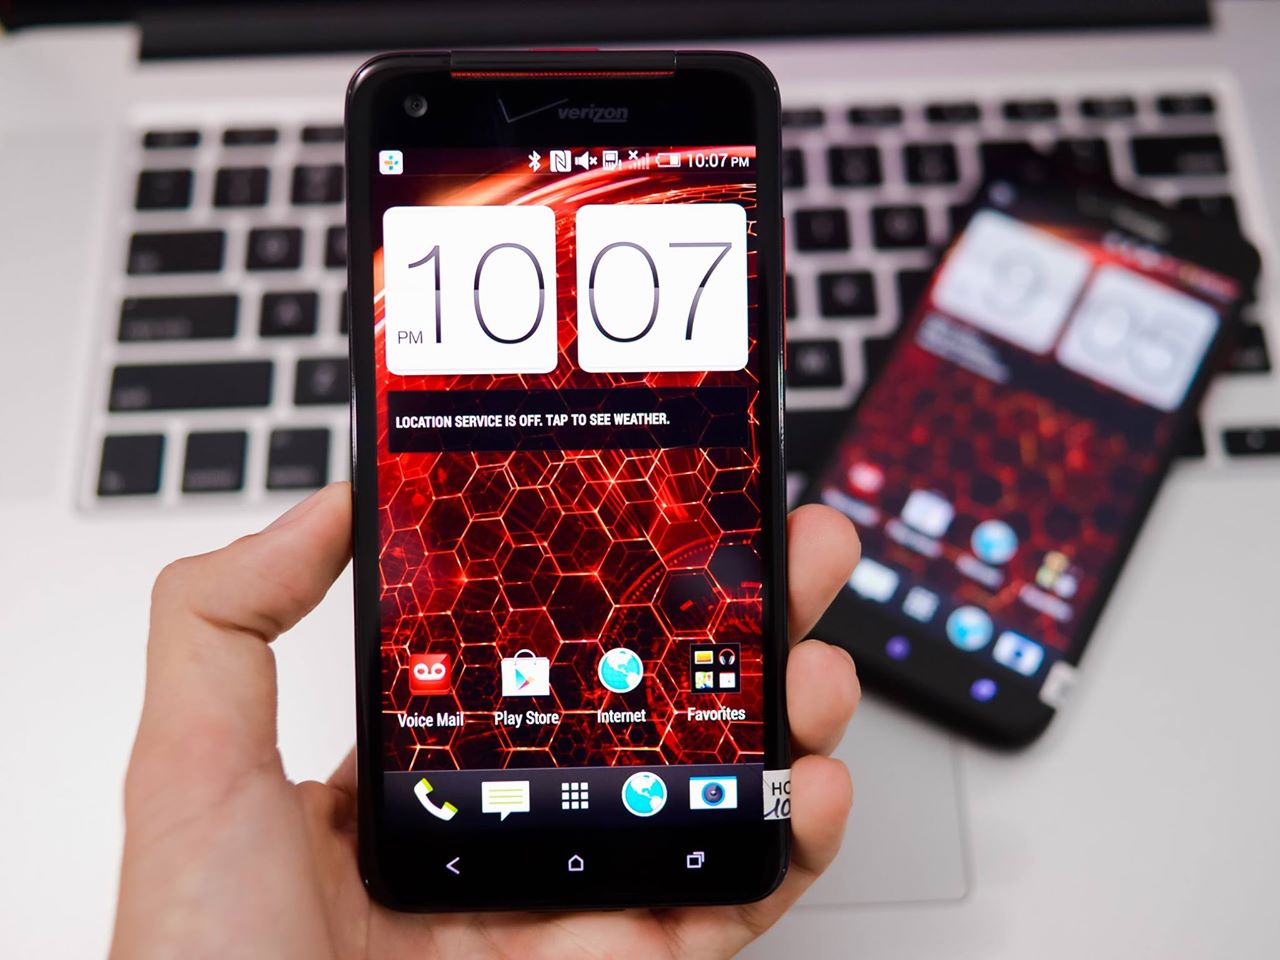 verizon
10:07 PM
10 07
PM
LOCATION SERVICE IS OFF. TAP TO SEE WEATHER.
Voice Mail Play Store Internet Favorites
HO
10